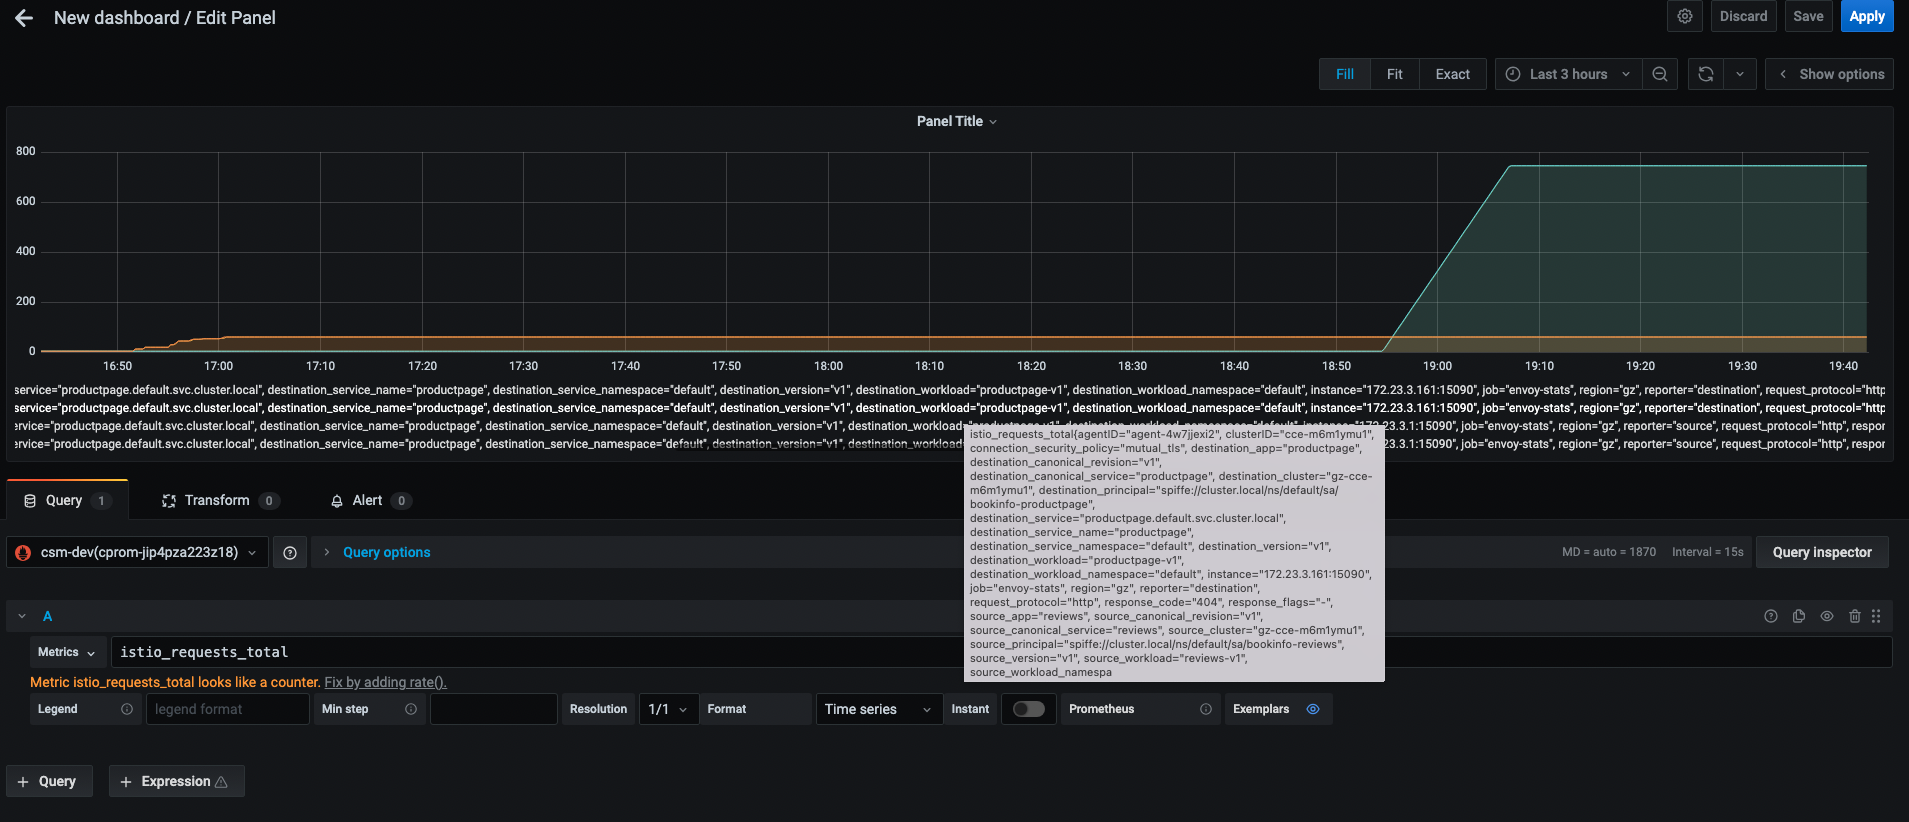 New dashboard / Edit Panel
Discard
Save
Apply
Fill
Fit
Exact
Last 3 hours
Show options
Panel Title
800
600
400
200
0
16:50 17:00 17:10 17:20 17:30 17:40 17:50 18:00 18:10 18:20 18:30 18:40 18:50 19:00 19:10 19:20 19:30 19:40
service="productpage.default.svc.cluster.local", destination_service_name="productpage", destination_service_namespace="default", destination_version="v1", destination_workload="productpage-v1", destination_workload_namespace="default", instance="172.23.3.161:15090", job="envoy-stats", region="gz", reporter="destination", request_protocol="http
service="productpage.default.svc.cluster.local", destination_service_name="productpage", destination_service_namespace="default", destination_version="v1", destination_workload="productpage-v1", destination_workload_namespace="default", instance="172.23.3.161:15090", job="envoy-stats", region="gz", reporter="destination", request_protocol="http
ervice="productpage.default.svc.cluster.local", destination_service_name="productpage", destination_service_namespace="default", destination_version="v1", destination_workload="productpage-v1", destination_workload_namespace="default", instance="172.23.3.1:15090", job="envoy-stats", region="gz", reporter="source", request_protocol="http", respor
ervice="productpage.default.svc.cluster.local", destination_service_name="productpage", destination_service_namespace="default", destination_version="v1", destination_workload= 23.3.1:15090", job="envoy-stats", region="gz", reporter="source", request_protocol="http", respor
istio_requests_total{agentID="agent-4w7jjexi2", clusterID="cce-m6m1ymu1",
connection_security_policy="mutual_tls", destination_app="productpage",
destination_canonical_revision="v1",
destination_canonical_service="productpage", destination_cluster="gz-cce-
m6m1ymu1", destination_principal="spiffe://cluster.local/ns/default/sa/
bookinfo-productpage",
destination_service="productpage.default.svc.cluster.local",
destination_service_name="productpage",
destination_service_namespace="default", destination_version="v1",
destination_workload="productpage-v1",
destination_workload_namespace="default", instance="172.23.3.161:15090",
job="envoy-stats", region="gz", reporter="destination",
request_protocol="http", response_code="404", response_flags="-",
source_app="reviews", source_canonical_revision="v1",
source_canonical_service="reviews", source_cluster="gz-cce-m6m1ymu1",
source_principal="spiffe://cluster.local/ns/default/sa/bookinfo-reviews",
source_version="v1", source_workload="reviews-v1",
source_workload_namespa
Query 1
Transform 0
Alert 0
csm-dev(cprom-jip4pza223z18)
Query options
MD = auto = 1870
Interval = 15s
Query inspector
A
Metrics
istio_requests_total
Metric istio_requests_total looks like a counter. Fix by adding rate().
Legend
legend format
Min step
Resolution
1/1
Format
Time series
Instant
Prometheus
Exemplars
+ Query
+ Expression